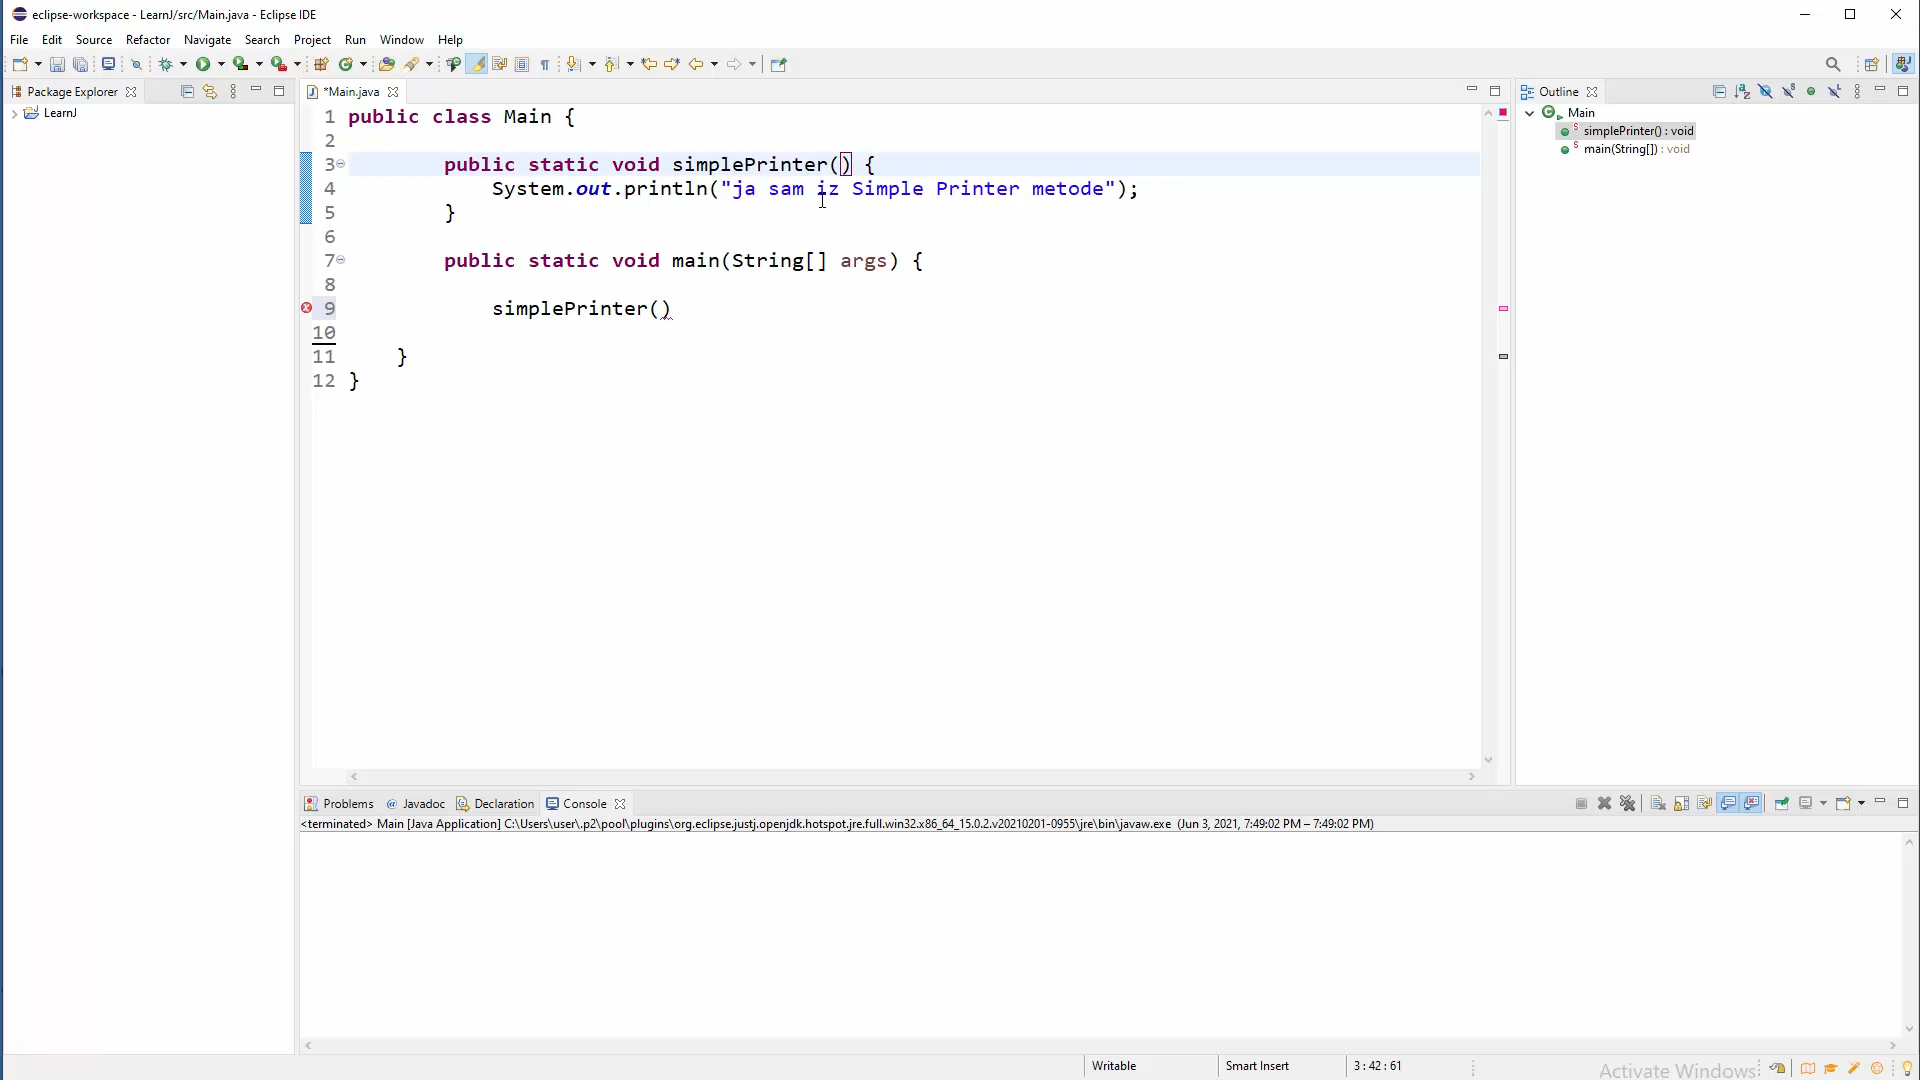 eclipse-workspace - LearnJ/src/Main.java - Eclipse IDE
File Edit Source Refactor Navigate Search Project Run Window Help
Package Explorer
*Main.java
Outline
LearnJ
Main
simplePrinter() : void
main(String[]) : void
1 public class Main {
2
3 public static void simplePrinter() {
4 System.out.println("ja sam iz Simple Printer metode");
5 }
6
7 public static void main(String[] args) {
8
9 simplePrinter()
10
11 }
12 }
Problems @ Javadoc Declaration Console
<terminated> Main [Java Application] C:\Users\user\.p2\pool\plugins\org.eclipse.justj.openjdk.hotspot.jre.full.win32.x86_64_15.0.2.v20210201-0955\jre\bin\javaw.exe (Jun 3, 2021, 7:49:02 PM – 7:49:02 PM)
Writable Smart Insert 3 : 42 : 61
Activate Windows